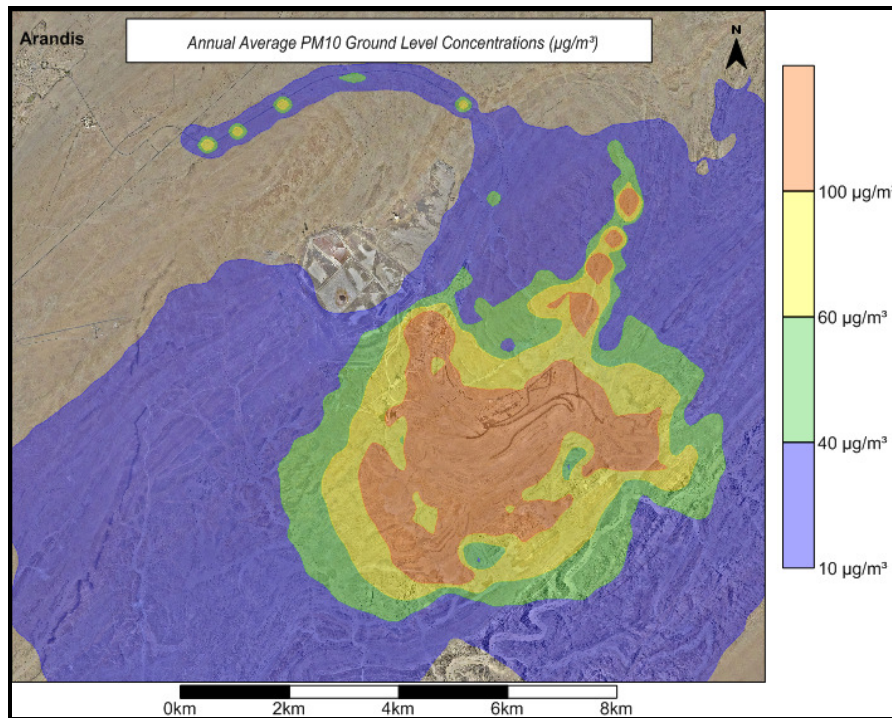 Arandis
Annual Average PM10 Ground Level Concentrations (µg/m³)
N
100 µg/m³
60 µg/m³
40 µg/m³
10 µg/m³
0km 2km 4km 6km 8km